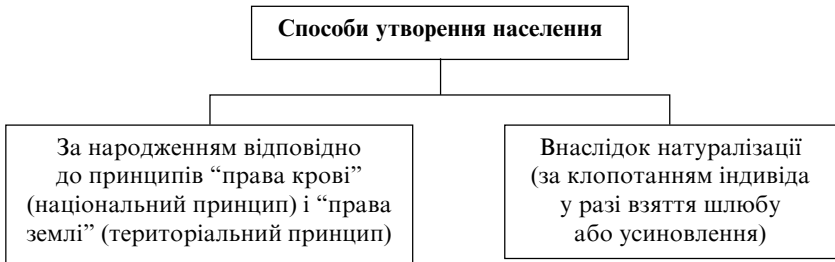 Способи утворення населення
За народженням відповідно
до принципів “права крові”
(національний принцип) і “права
землі” (територіальний принцип)
Внаслідок натуралізації
(за клопотанням індивіда
у разі взяття шлюбу
або усиновлення)